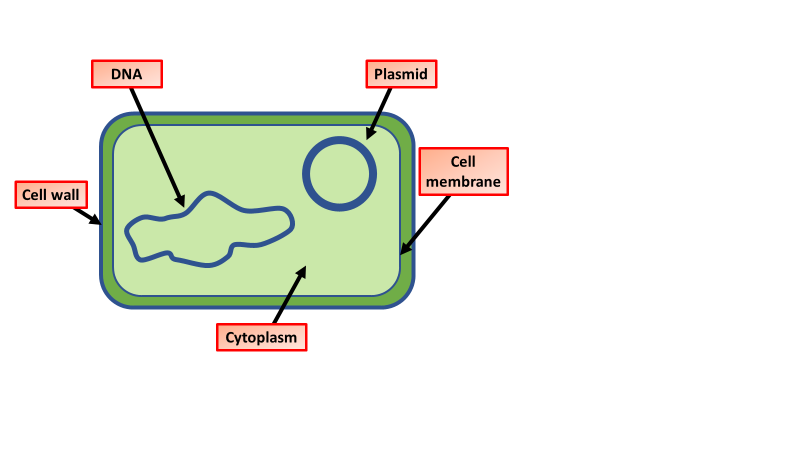 DNA
Plasmid
Cell
membrane
Cell wall
Cytoplasm